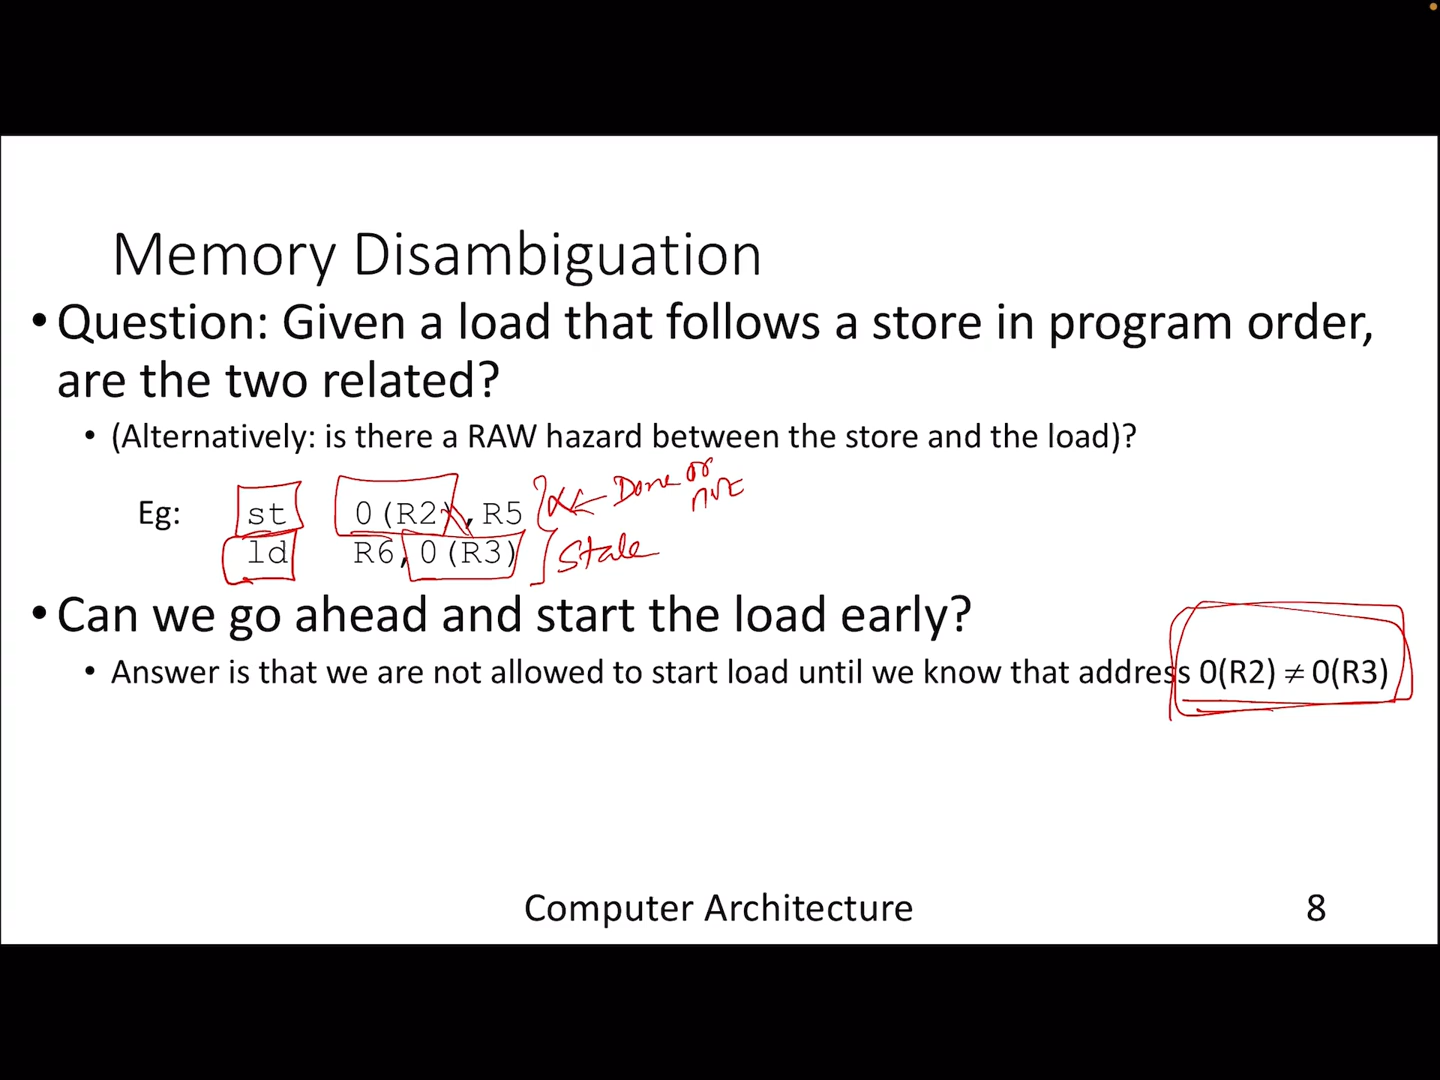 Memory Disambiguation
• Question: Given a load that follows a store in program order,
are the two related?
• (Alternatively: is there a RAW hazard between the store and the load)?
Eg: st 0(R2),R5 Done or not
ld R6,0(R3) Stale
• Can we go ahead and start the load early?
• Answer is that we are not allowed to start load until we know that address 0(R2) ≠ 0(R3)
Computer Architecture 8